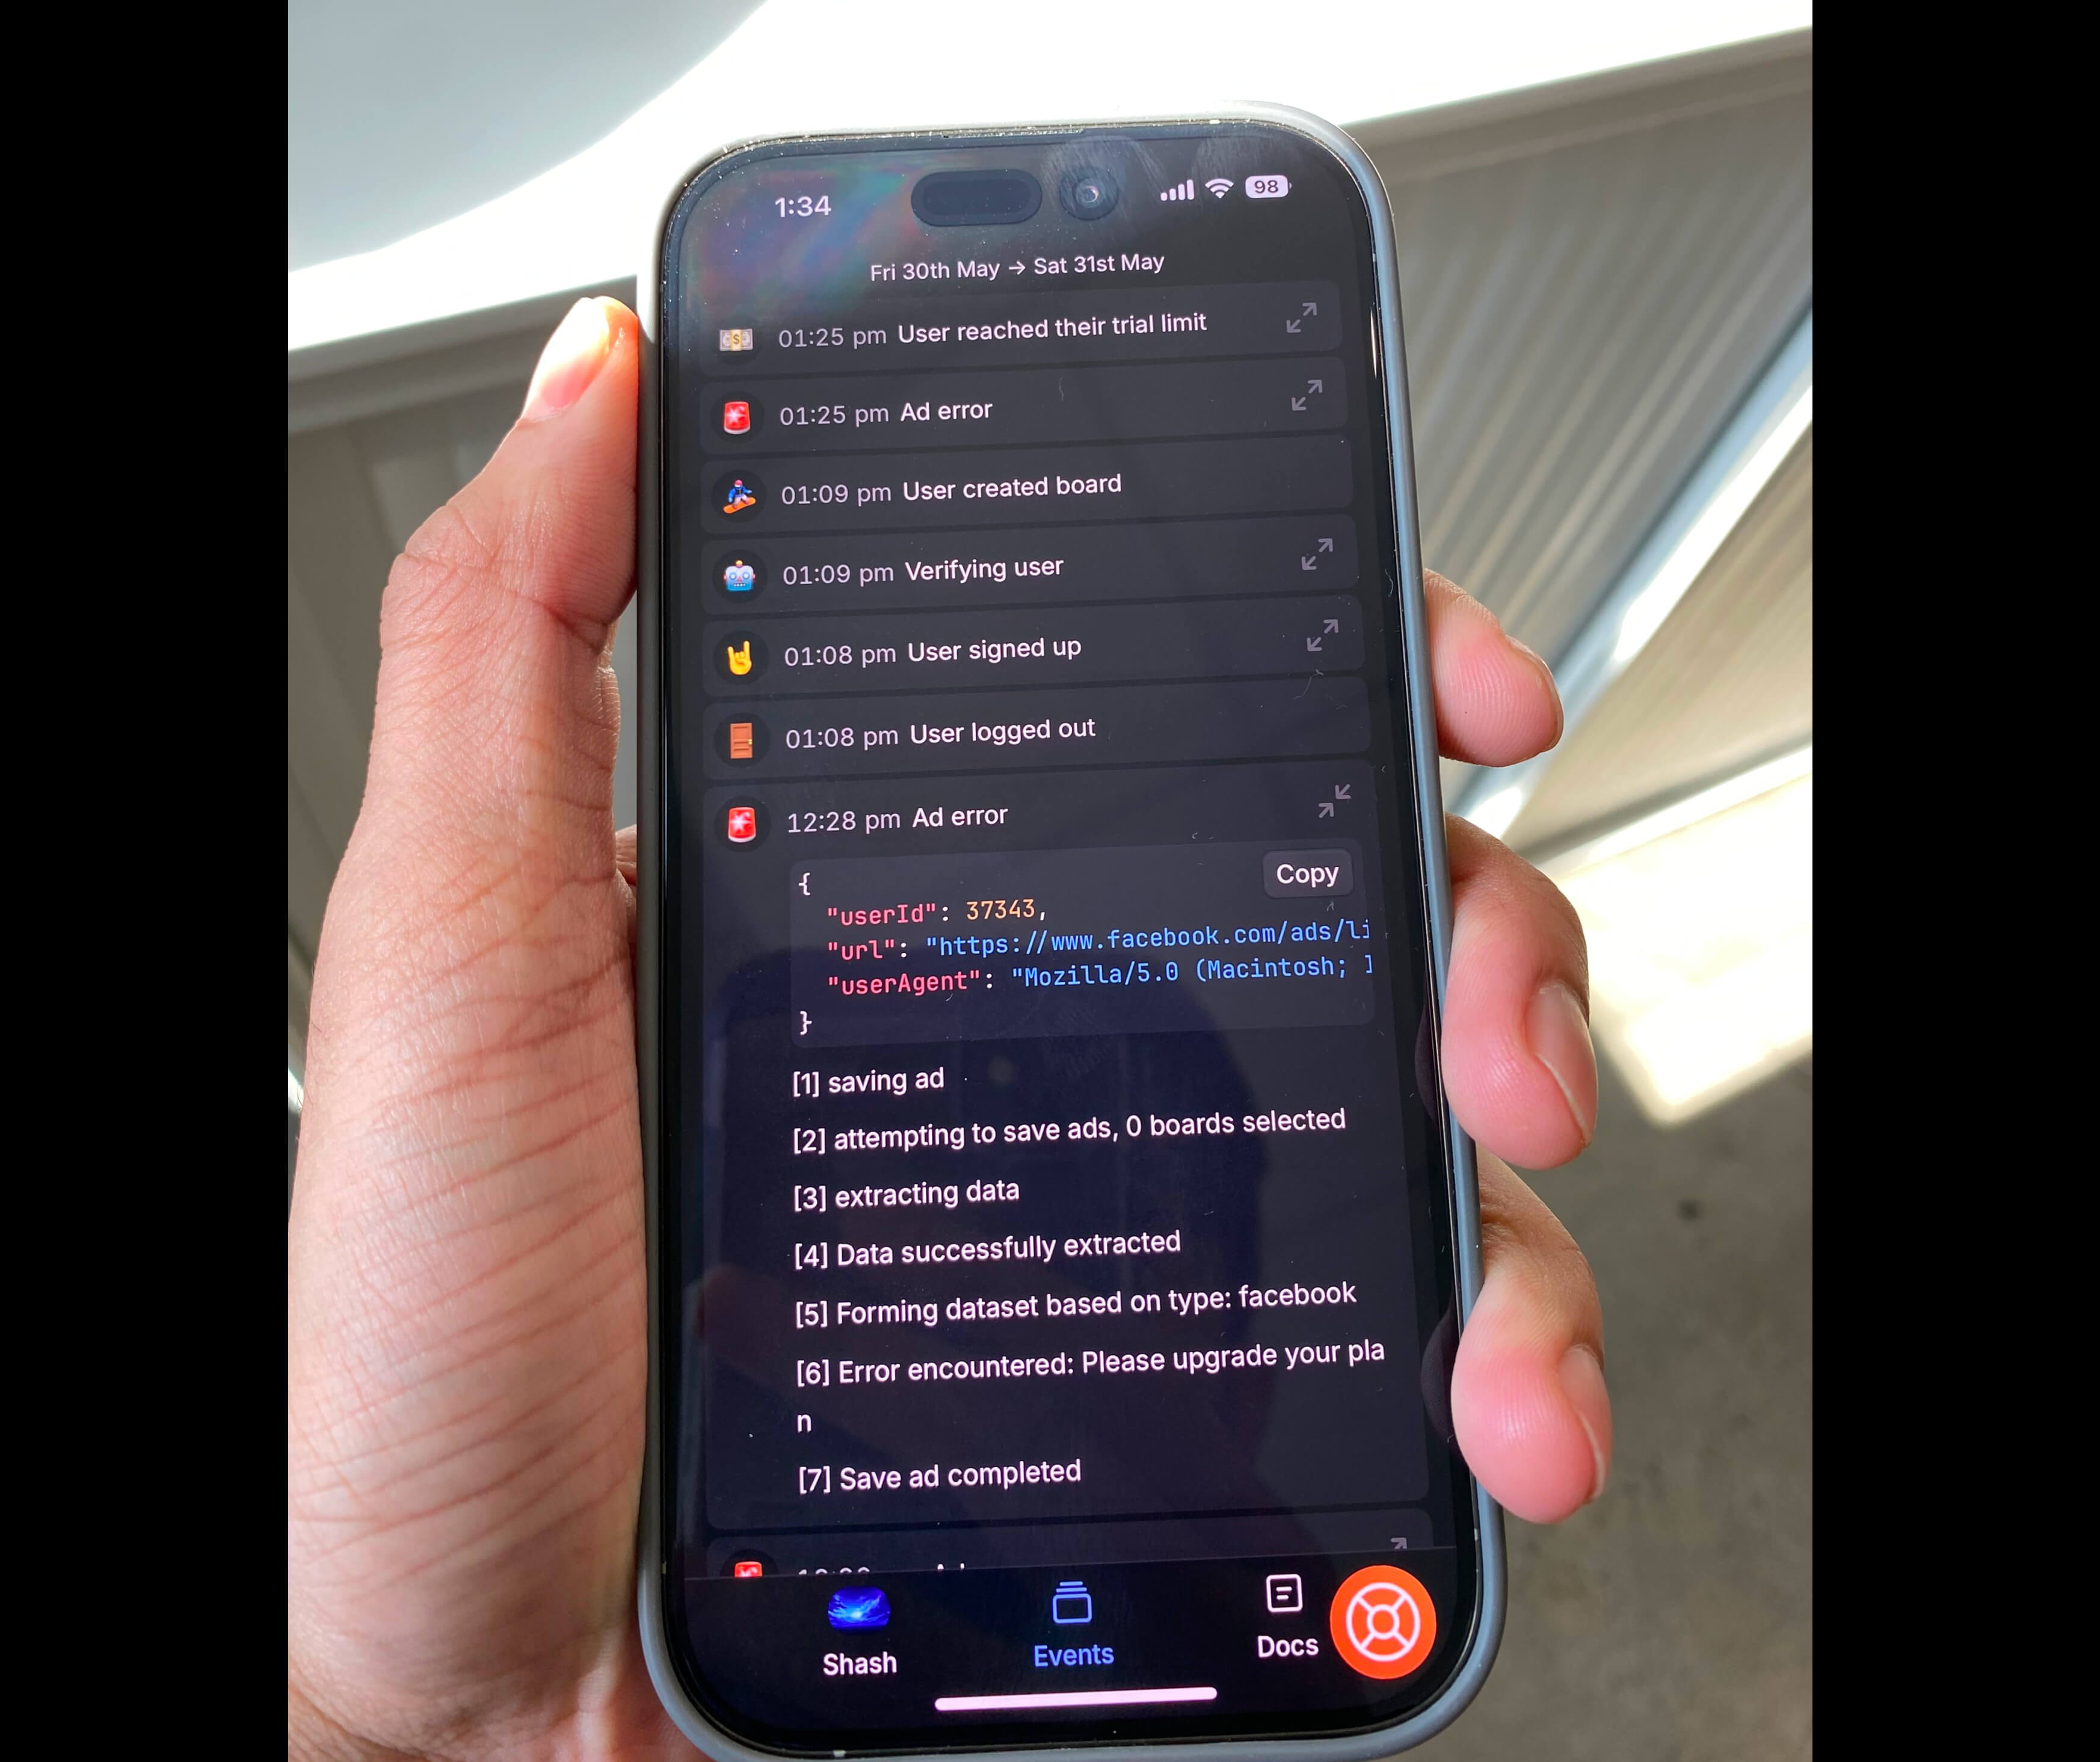 1:34
98
Fri 30th May → Sat 31st May
01:25 pm User reached their trial limit
01:25 pm Ad error
01:09 pm User created board
01:09 pm Verifying user
01:08 pm User signed up
01:08 pm User logged out
12:28 pm Ad error
Copy
{
"userId": 37343,
"url": "https://www.facebook.com/ads/li
"userAgent": "Mozilla/5.0 (Macintosh;
}
[1] saving ad
[2] attempting to save ads, 0 boards selected
[3] extracting data
[4] Data successfully extracted
[5] Forming dataset based on type: facebook
[6] Error encountered: Please upgrade your pla
n
[7] Save ad completed
Shash
Events
Docs